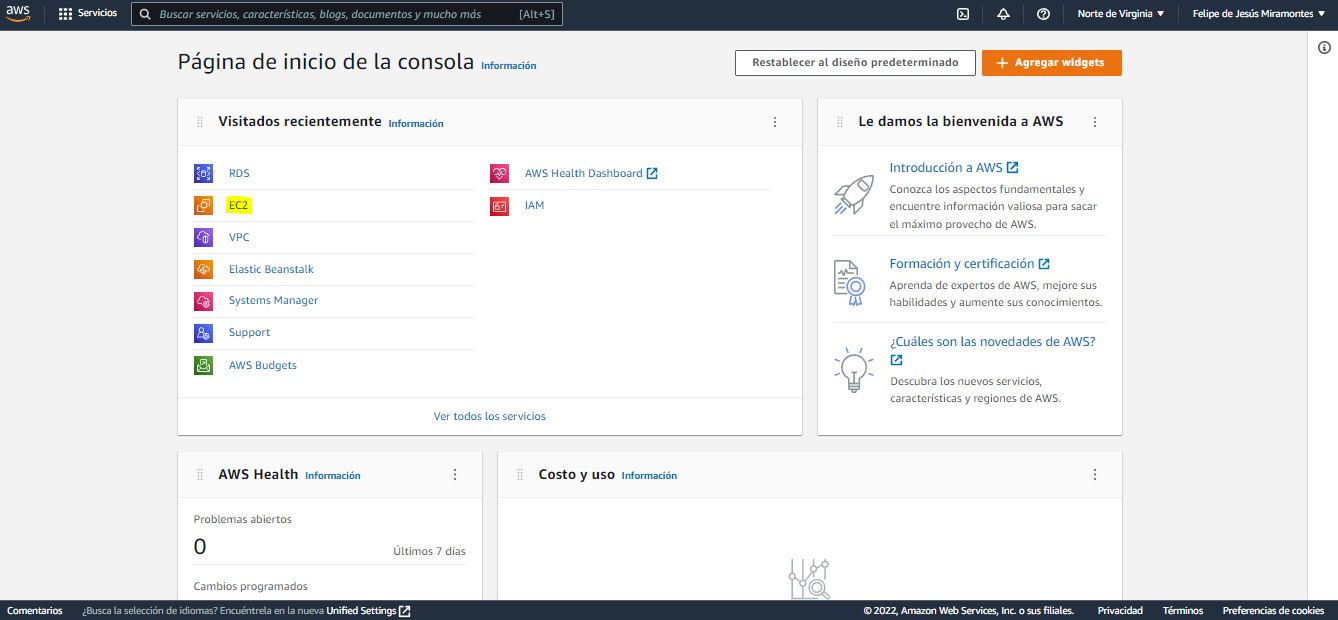 aws
Servicios
Buscar servicios, características, blogs, documentos y mucho más [Alt+S]
Norte de Virginia
Felipe de Jesús Miramontes
Página de inicio de la consola Información
Restablecer al diseño predeterminado
Agregar widgets
Visitados recientemente Información
RDS
EC2
VPC
Elastic Beanstalk
Systems Manager
Support
AWS Budgets
AWS Health Dashboard
IAM
Ver todos los servicios
Le damos la bienvenida a AWS
Introducción a AWS
Conozca los aspectos fundamentales y
encuentre información valiosa para sacar
el máximo provecho de AWS.
Formación y certificación
Aprenda de expertos de AWS, mejore sus
habilidades y aumente sus conocimientos.
¿Cuáles son las novedades de AWS?
Descubra los nuevos servicios,
características y regiones de AWS.
AWS Health Información
Problemas abiertos
0
Últimos 7 días
Cambios programados
Costo y uso Información
Comentarios
¿Busca la selección de idiomas? Encuéntrela en la nueva Unified Settings
© 2022, Amazon Web Services, Inc. o sus filiales.
Privacidad
Términos
Preferencias de cookies